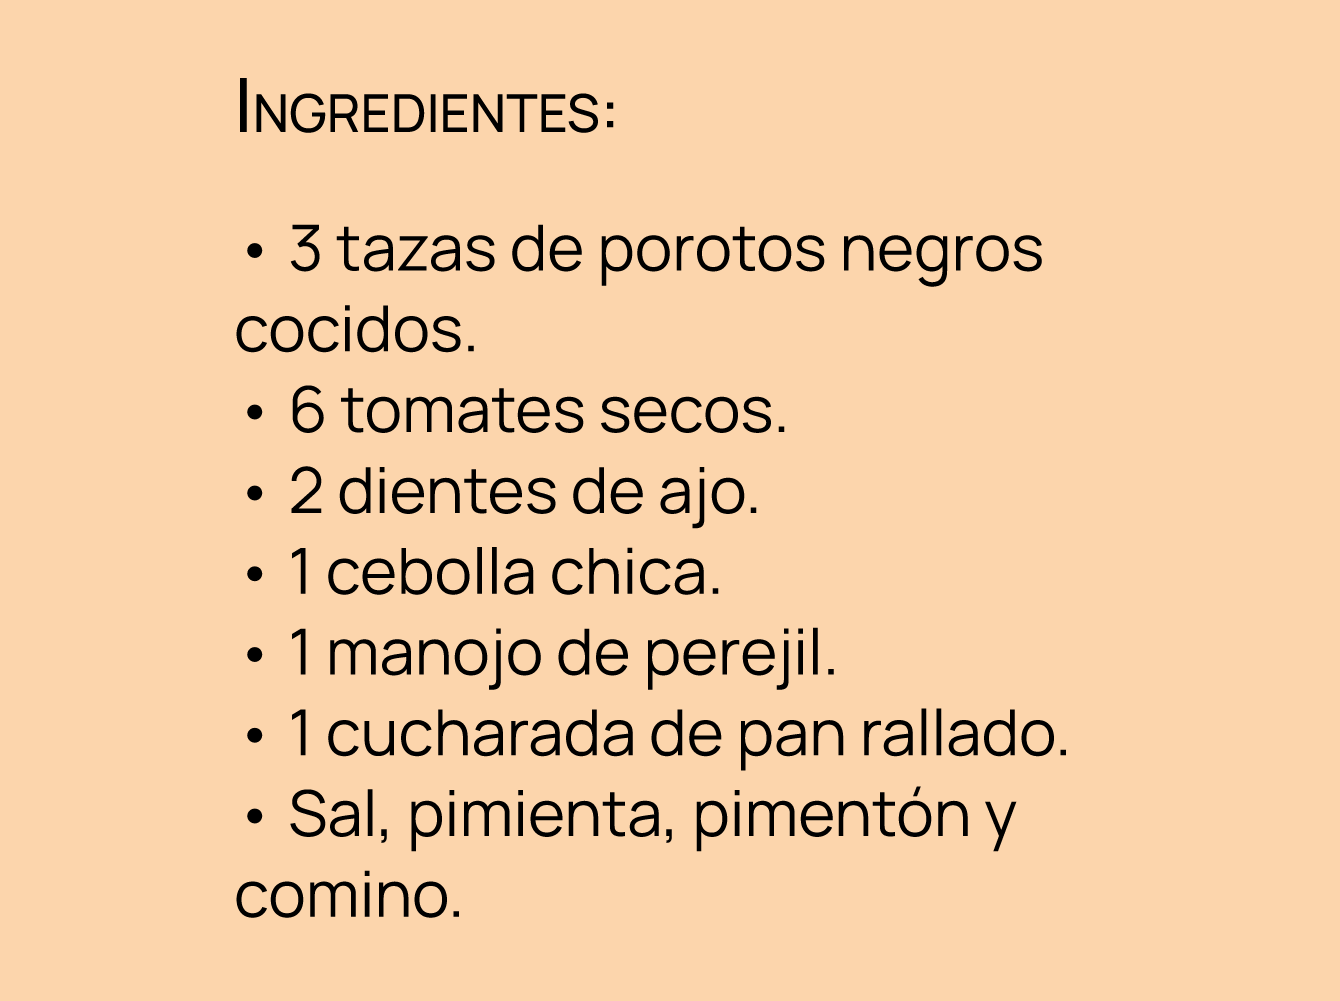 INGREDIENTES:
• 3 tazas de porotos negros
cocidos.
• 6 tomates secos.
• 2 dientes de ajo.
• 1 cebolla chica.
• 1 manojo de perejil.
• 1 cucharada de pan rallado.
• Sal, pimienta, pimentón y
comino.